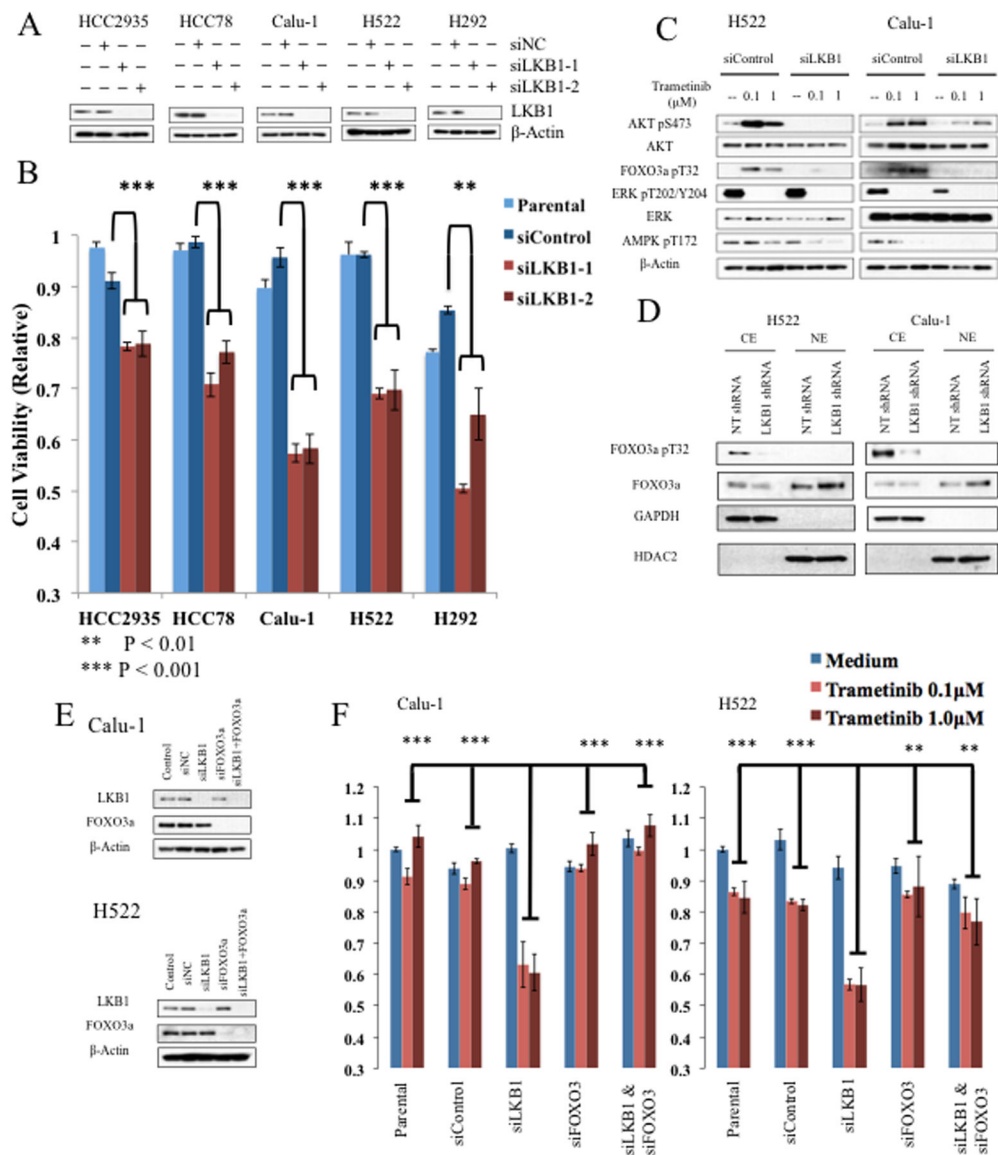 A
HCC2935 HCC78 Calu-1 H522 H292
– + – – – + – – – + – – – + – – – + – – siNC
– – + – – – + – – – + – – – + – – – + – siLKB1-1
– – – + – – – + – – – + – – – + – – – + siLKB1-2
LKB1
β-Actin
B
*** *** *** *** **
Parental
siControl
siLKB1-1
siLKB1-2
Cell Viability (Relative)
1
0.9
0.8
0.7
0.6
0.5
0.4
0.3
HCC2935 HCC78 Calu-1 H522 H292
** P < 0.01
*** P < 0.001
C
H522 Calu-1
siControl siLKB1 siControl siLKB1
Trametinib
(μM)
-- 0.1 1 -- 0.1 1 -- 0.1 1 -- 0.1 1
AKT pS473
AKT
FOXO3a pT32
ERK pT202/Y204
ERK
AMPK pT172
β-Actin
D
H522 Calu-1
CE NE CE NE
NT shRNA LKB1 shRNA NT shRNA LKB1 shRNA NT shRNA LKB1 shRNA NT shRNA LKB1 shRNA
FOXO3a pT32
FOXO3a
GAPDH
HDAC2
E
Calu-1
Control siNC siLKB1 siFOXO3a siLKB1+FOXO3a
LKB1
FOXO3a
β-Actin
H522
Control siNC siLKB1 siFOXO3a siLKB1+FOXO3a
LKB1
FOXO3a
β-Actin
F
Medium
Trametinib 0.1μM
Trametinib 1.0μM
Calu-1
*** *** *** ***
1.2
1.1
1
0.9
0.8
0.7
0.6
0.5
0.4
0.3
Parental siControl siLKB1 siFOXO3 siLKB1 & siFOXO3
H522
*** *** ** **
1.2
1.1
1
0.9
0.8
0.7
0.6
0.5
0.4
0.3
Parental siControl siLKB1 siFOXO3 siLKB1 & siFOXO3